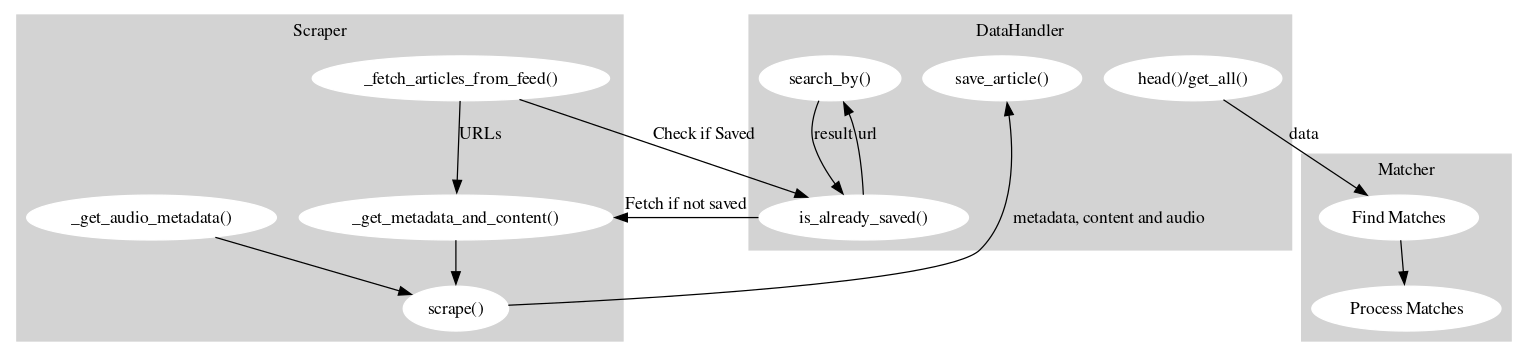 Scraper
DataHandler
_fetch_articles_from_feed()
search_by()
save_article()
head()/get_all()
URLs
Check if Saved
result
url
data
Matcher
_get_audio_metadata()
_get_metadata_and_content()
Fetch if not saved
is_already_saved()
metadata, content and audio
Find Matches
scrape()
Process Matches